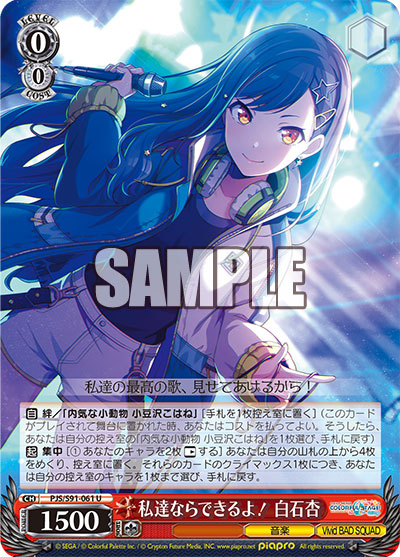 LEVEL
0
0
COST
SAMPLE
私達の最高の歌、見せてあげるから！
自 絆／「内気な小動物 小豆沢こはね」［手札を1枚控え室に置く］（このカードがプレイされて舞台に置かれた時、あなたはコストを払ってよい。そうしたら、あなたは自分の控え室の「内気な小動物 小豆沢こはね」を1枚選び、手札に戻す）
起 集中 ［① あなたのキャラを2枚レストする］ あなたは自分の山札の上から4枚をめくり、控え室に置く。それらのカードのクライマックス1枚につき、あなたは自分の控え室のキャラを1枚選び、手札に戻す。
CH
PJS/S91-061 U
1500
私達ならできるよ！ 白石杏
COLORFUL STAGE!
音楽
Vivid BAD SQUAD
© SEGA / © Colorful Palette Inc. / © Crypton Future Media, INC. www.piapro.net piapro All rights reserved.